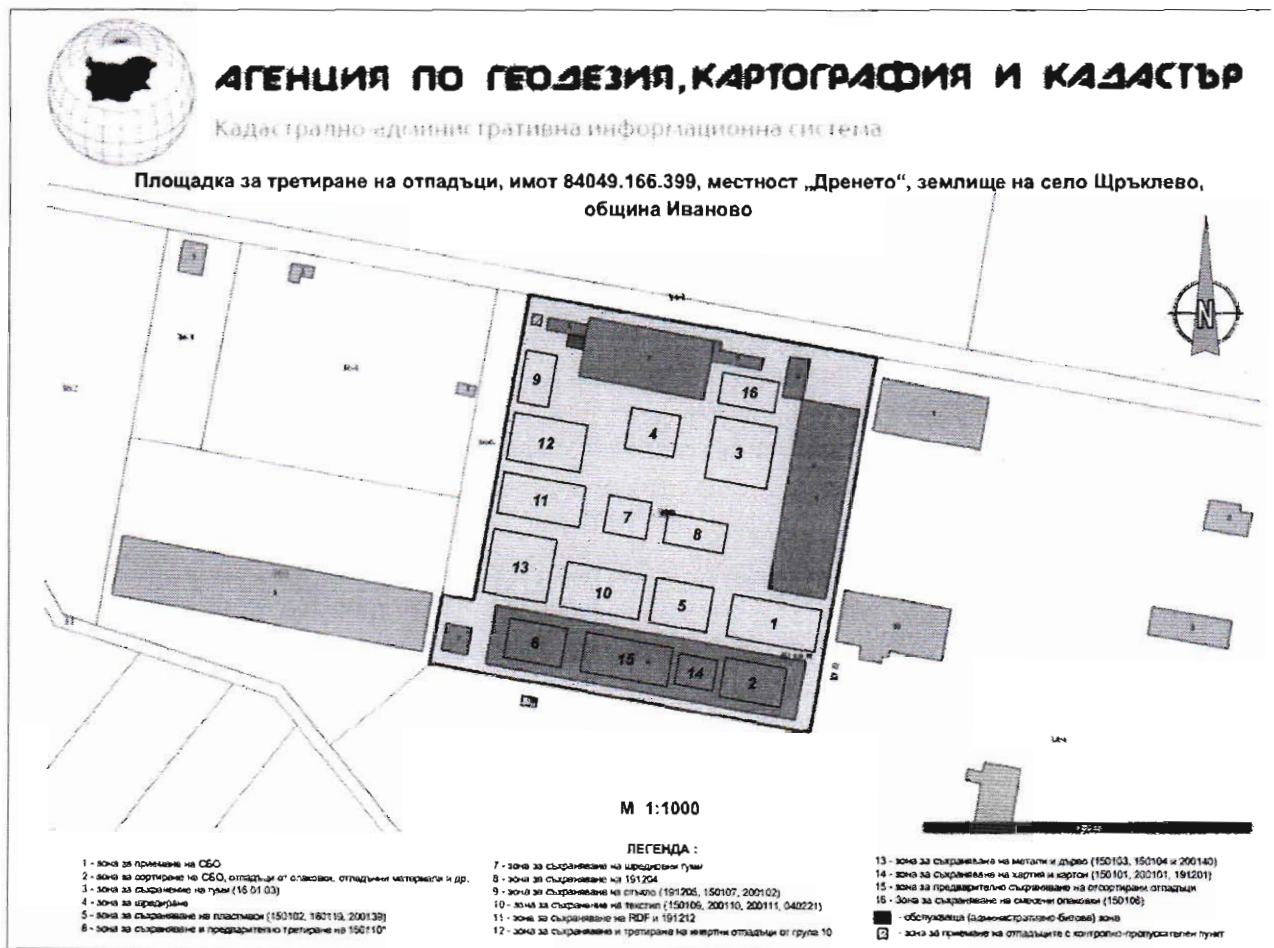 АГЕНЦИЯ ПО ГЕОДЕЗИЯ, КАРТОГРАФИЯ И КАДАСТЪР
Кадастрално-административна информационна система
Площадка за третиране на отпадъци, имот 84049.166.399, местност „Дренето“, землище на село Щръклево,
община Иваново
N
9
16
12
4
3
11
7
8
13
10
5
1
6
15
14
2
М 1:1000
ЛЕГЕНДА :
1 - зона за приемане на СБО
2 - зона за сортиране на СБО, отпадъци от опаковки, отпадъчни материали и др.
3 - зона за съхранение на гуми (16 01 03)
4 - зона за шредиране
5 - зона за съхраняване на пластмаси (150102, 160119, 200139)
6 - зона за съхраняване и предварително третиране на 150110*
7 - зона за съхраняване на шредирани гуми
8 - зона за съхраняване на 191204
9 - зона за съхраняване на стъкло (191205, 150107, 200102)
10 - зона за съхранение на текстил (150109, 200110, 200111, 040221)
11 - зона за съхраняване на RDF и 191212
12 - зона за съхраняване и третиране на инертни отпадъци от група 10
13 - зона за съхраняване на метали и дърво (150103, 150104 и 200140)
14 - зона за съхраняване на хартия и картон (150101, 200101, 191201)
15 - зона за предварително съхраняване на отсортирани отпадъци
16 - Зона за съхраняване на смесени опаковки (150106)
- обслужваща (административно-битова) зона
- зона за приемане на отпадъците с контролно-пропускателен пункт